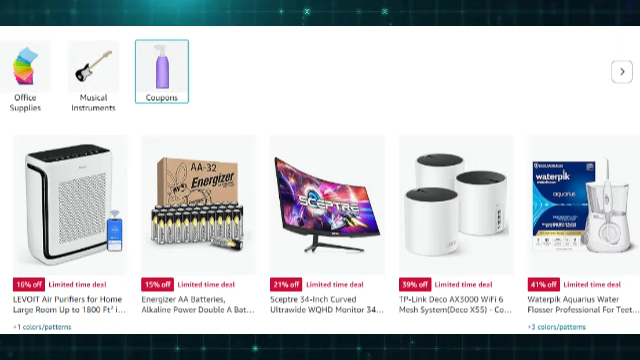 Office
Supplies
Musical
Instruments
Coupons
AA-32
Energizer
SCEPTRE
waterpik
aquarius
16% off Limited time deal
15% off Limited time deal
21% off Limited time deal
39% off Limited time deal
41% off Limited time deal
LEVOIT Air Purifiers for Home
Large Room Up to 1800 Ft² i...
+1 colors/patterns
Energizer AA Batteries,
Alkaline Power Double A Bat...
Sceptre 34-Inch Curved
Ultrawide WQHD Monitor 34...
TP-Link Deco AX3000 WiFi 6
Mesh System(Deco X55) - Co...
Waterpik Aquarius Water
Flosser Professional For Teet...
+3 colors/patterns